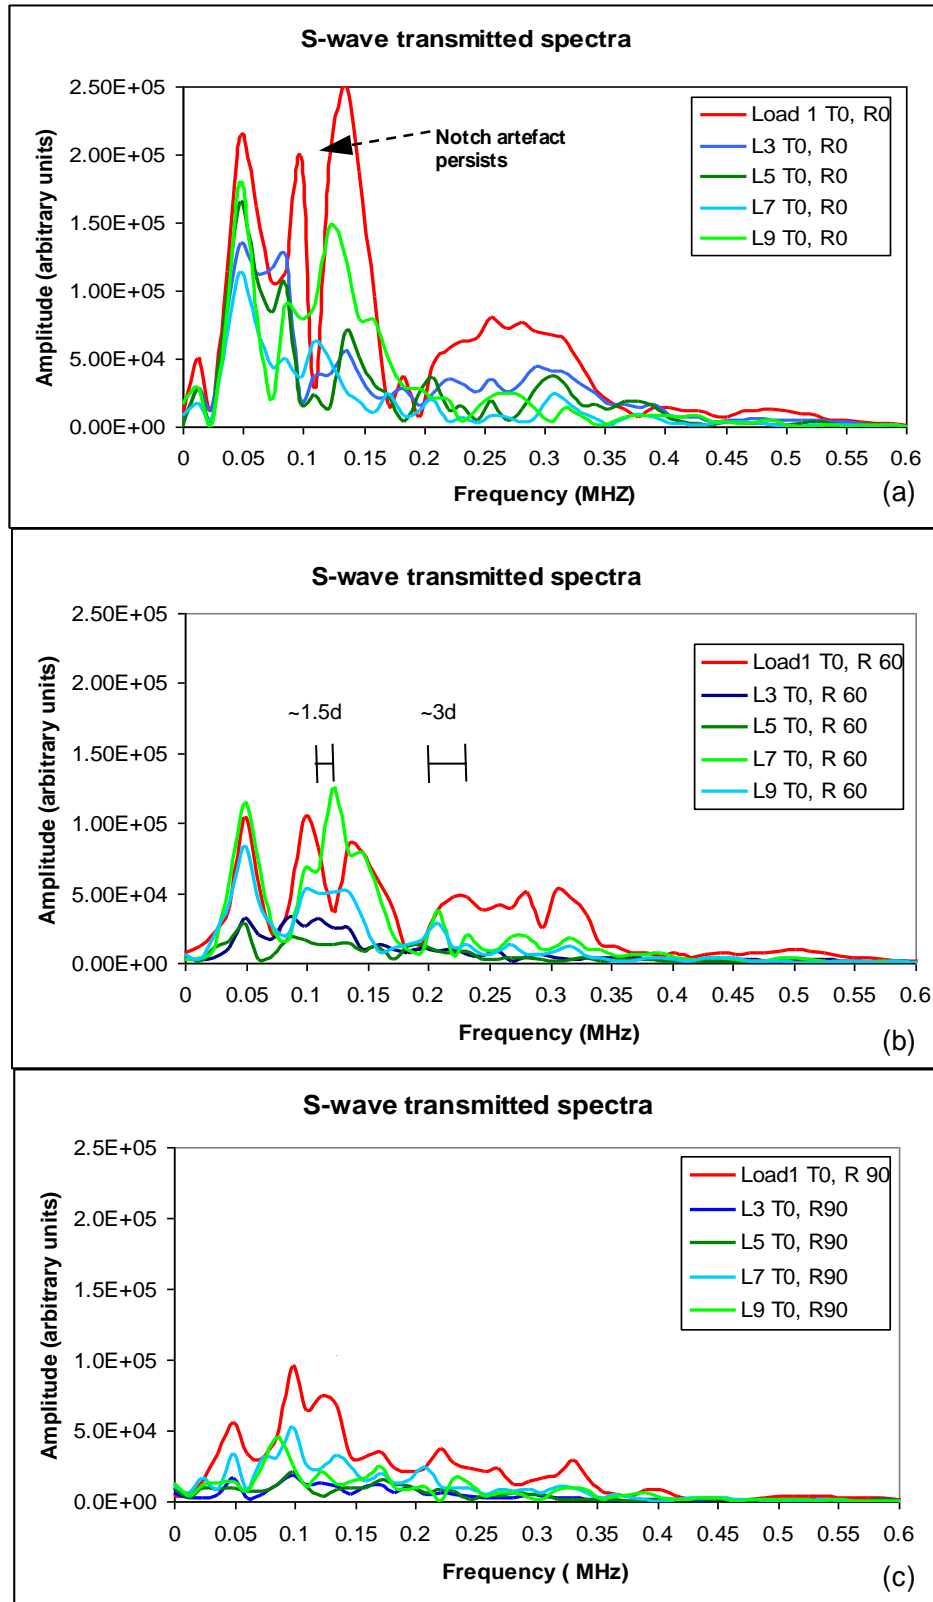 S-wave transmitted spectra
2.50E+05
2.00E+05
1.50E+05
1.00E+05
5.00E+04
0.00E+00
Amplitude (arbitrary units)
Notch artefact
persists
Load 1 T0, R0
L3 T0, R0
L5 T0, R0
L7 T0, R0
L9 T0, R0
0 0.05 0.1 0.15 0.2 0.25 0.3 0.35 0.4 0.45 0.5 0.55 0.6
Frequency (MHZ)
(a)
S-wave transmitted spectra
2.50E+05
2.00E+05
1.50E+05
1.00E+05
5.00E+04
0.00E+00
Amplitude (arbitrary units)
~1.5d
~3d
Load1 T0, R 60
L3 T0, R 60
L5 T0, R 60
L7 T0, R 60
L9 T0, R 60
0 0.05 0.1 0.15 0.2 0.25 0.3 0.35 0.4 0.45 0.5 0.55 0.6
Frequency (MHz)
(b)
S-wave transmitted spectra
2.5E+05
2.0E+05
1.5E+05
1.0E+05
5.0E+04
0.0E+00
Amplitude (arbitrary units)
Load1 T0, R 90
L3 T0, R90
L5 T0, R90
L7 T0, R90
L9 T0, R90
0 0.05 0.1 0.15 0.2 0.25 0.3 0.35 0.4 0.45 0.5 0.55 0.6
Frequency ( MHz)
(c)